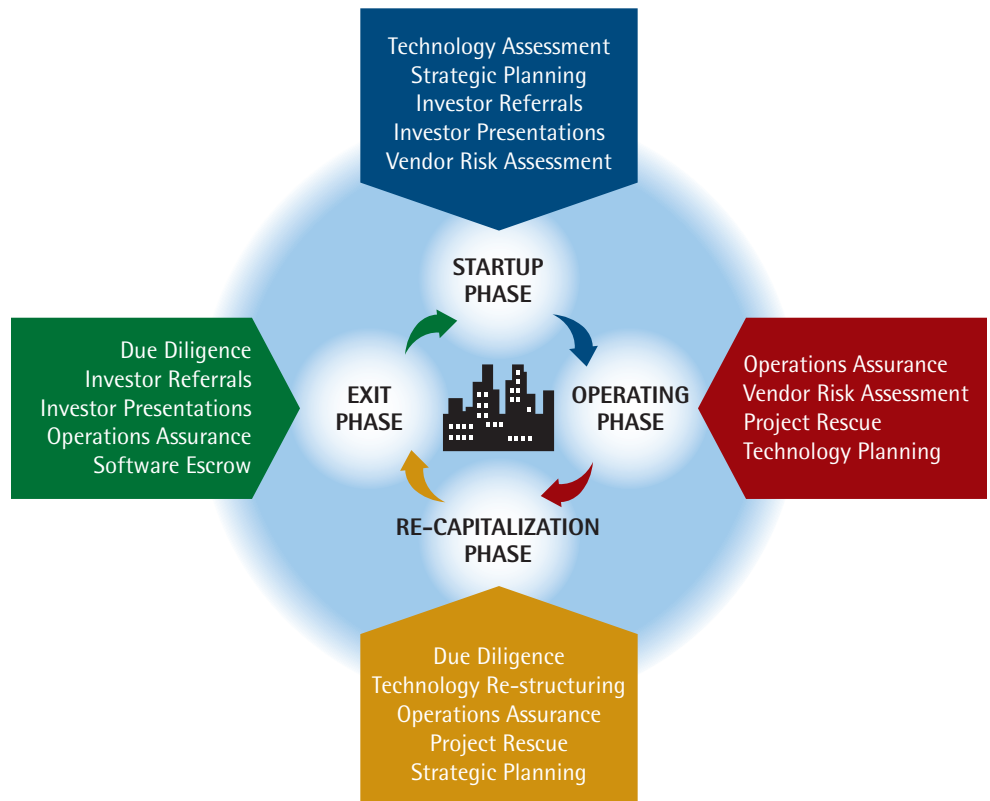 Technology Assessment
Strategic Planning
Investor Referrals
Investor Presentations
Vendor Risk Assessment
STARTUP
PHASE
Due Diligence
Investor Referrals
Investor Presentations
Operations Assurance
Software Escrow
EXIT
PHASE
OPERATING
PHASE
Operations Assurance
Vendor Risk Assessment
Project Rescue
Technology Planning
RE-CAPITALIZATION
PHASE
Due Diligence
Technology Re-structuring
Operations Assurance
Project Rescue
Strategic Planning